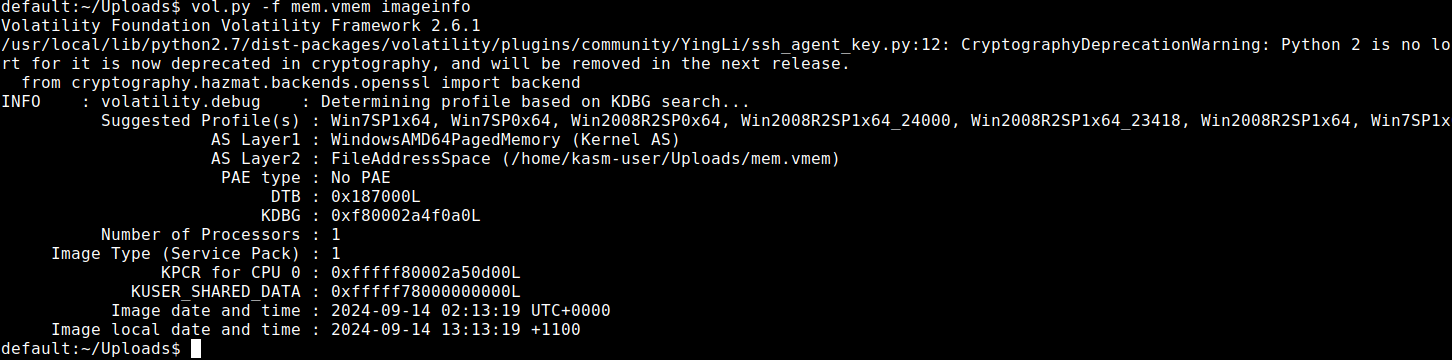 default:~/Uploads$ vol.py -f mem.vmem imageinfo
Volatility Foundation Volatility Framework 2.6.1
/usr/local/lib/python2.7/dist-packages/volatility/plugins/community/YingLi/ssh_agent_key.py:12: CryptographyDeprecationWarning: Python 2 is no lo
rt for it is now deprecated in cryptography, and will be removed in the next release.
  from cryptography.hazmat.backends.openssl import backend
INFO    : volatility.debug    : Determining profile based on KDBG search...
          Suggested Profile(s) : Win7SP1x64, Win7SP0x64, Win2008R2SP0x64, Win2008R2SP1x64_24000, Win2008R2SP1x64_23418, Win2008R2SP1x64, Win7SP1x
                     AS Layer1 : WindowsAMD64PagedMemory (Kernel AS)
                     AS Layer2 : FileAddressSpace (/home/kasm-user/Uploads/mem.vmem)
                      PAE type : No PAE
                           DTB : 0x187000L
                          KDBG : 0xf80002a4f0a0L
          Number of Processors : 1
     Image Type (Service Pack) : 1
                KPCR for CPU 0 : 0xfffff80002a50d00L
             KUSER_SHARED_DATA : 0xfffff78000000000L
           Image date and time : 2024-09-14 02:13:19 UTC+0000
     Image local date and time : 2024-09-14 13:13:19 +1100
default:~/Uploads$